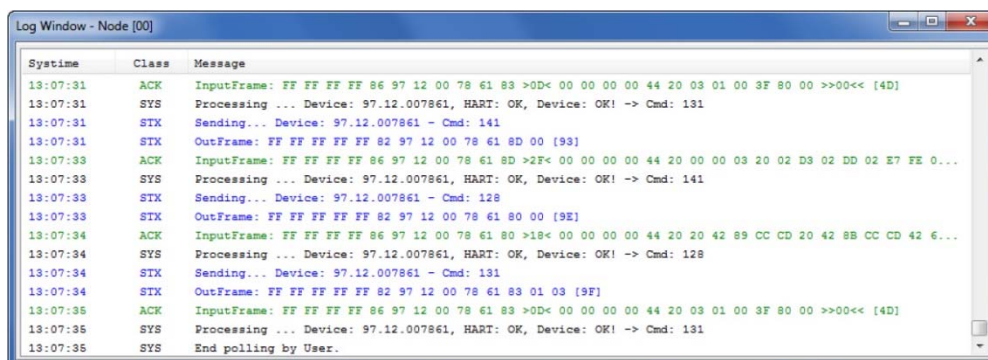 Log Window - Node [00]
Systime Class Message
13:07:31 ACK InputFrame: FF FF FF FF 86 97 12 00 78 61 83 >0D< 00 00 00 00 44 20 03 01 00 3F 80 00 >>00<< [4D]
13:07:31 SYS Processing ... Device: 97.12.007861, HART: OK, Device: OK! -> Cmd: 131
13:07:31 STX Sending... Device: 97.12.007861 - Cmd: 141
13:07:31 STX OutFrame: FF FF FF FF FF 82 97 12 00 78 61 8D 00 [93]
13:07:33 ACK InputFrame: FF FF FF FF 86 97 12 00 78 61 8D >2F< 00 00 00 00 44 20 00 00 03 20 02 D3 02 DD 02 E7 FE 0...
13:07:33 SYS Processing ... Device: 97.12.007861, HART: OK, Device: OK! -> Cmd: 141
13:07:33 STX Sending... Device: 97.12.007861 - Cmd: 128
13:07:33 STX OutFrame: FF FF FF FF FF 82 97 12 00 78 61 80 00 [9E]
13:07:34 ACK InputFrame: FF FF FF FF 86 97 12 00 78 61 80 >18< 00 00 00 00 44 20 20 42 89 CC CD 20 42 8B CC CD 42 6...
13:07:34 SYS Processing ... Device: 97.12.007861, HART: OK, Device: OK! -> Cmd: 128
13:07:34 STX Sending... Device: 97.12.007861 - Cmd: 131
13:07:34 STX OutFrame: FF FF FF FF FF 82 97 12 00 78 61 83 01 03 [9F]
13:07:35 ACK InputFrame: FF FF FF FF 86 97 12 00 78 61 83 >0D< 00 00 00 00 44 20 03 01 00 3F 80 00 >>00<< [4D]
13:07:35 SYS Processing ... Device: 97.12.007861, HART: OK, Device: OK! -> Cmd: 131
13:07:35 SYS End polling by User.